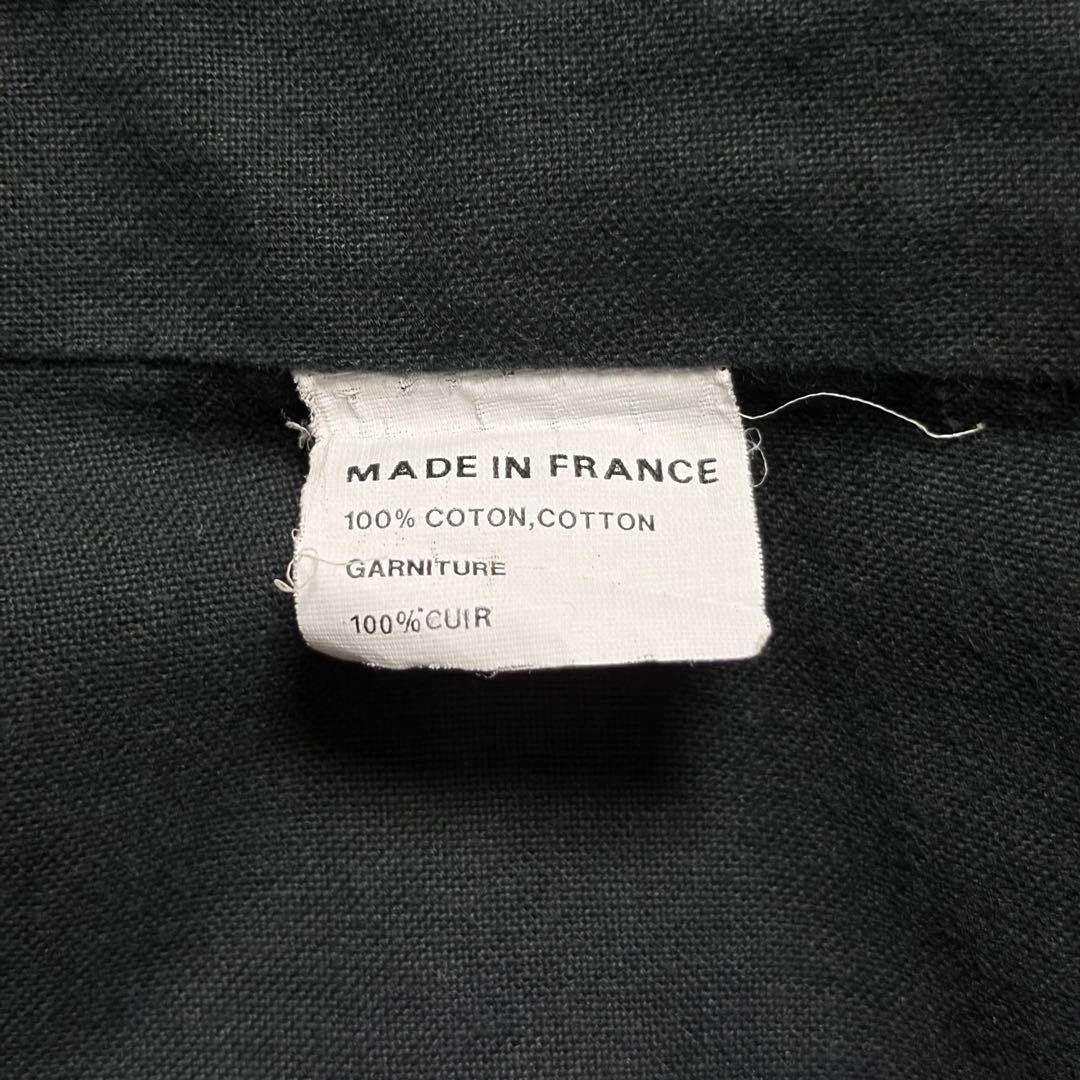 MADE IN FRANCE
100% COTON,COTTON
GARNITURE
100% CUIR